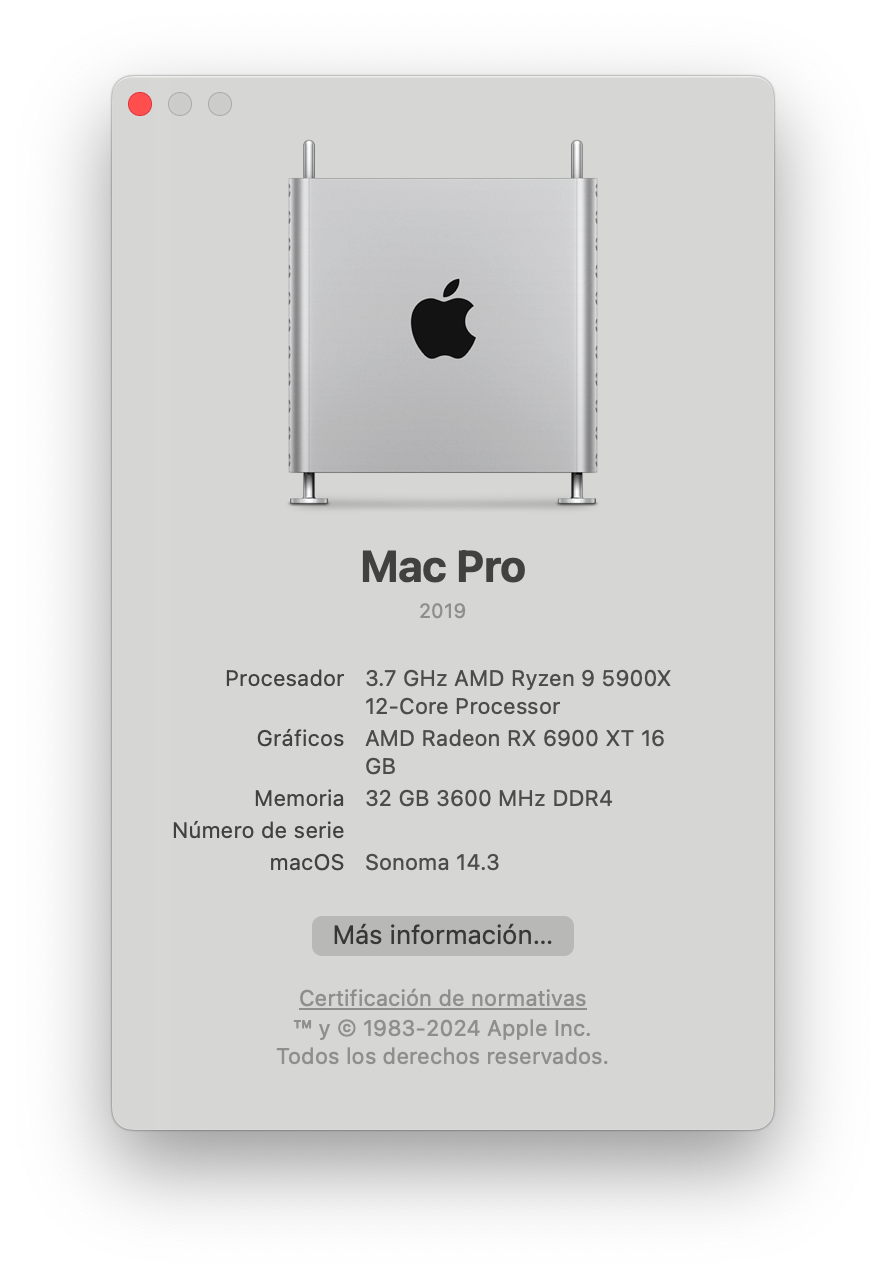 Mac Pro
2019
Procesador 3.7 GHz AMD Ryzen 9 5900X
12-Core Processor
Gráficos AMD Radeon RX 6900 XT 16
GB
Memoria 32 GB 3600 MHz DDR4
Número de serie
macOS Sonoma 14.3
Más información...
Certificación de normativas
™ y © 1983-2024 Apple Inc.
Todos los derechos reservados.